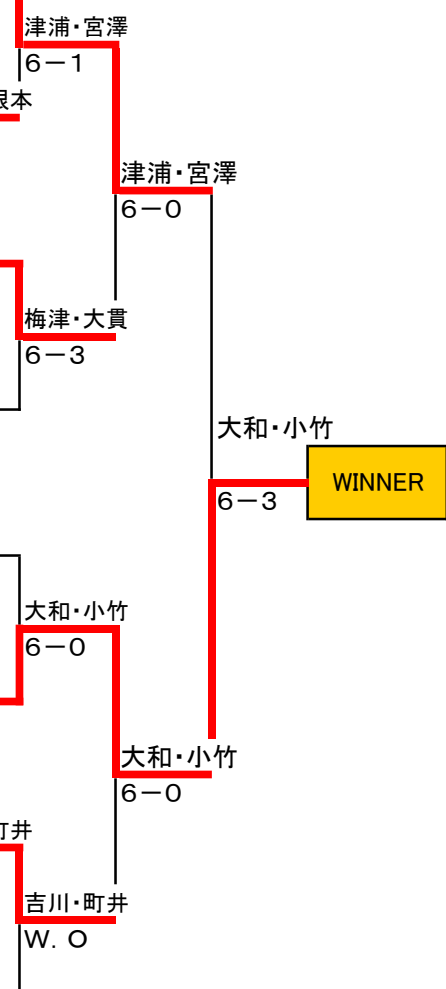 津浦・宮澤
6－1
根本
津浦・宮澤
6－0
梅津・大貫
6－3
大和・小竹
WINNER
6－3
大和・小竹
6－0
大和・小竹
6－0
町井
吉川・町井
W. O